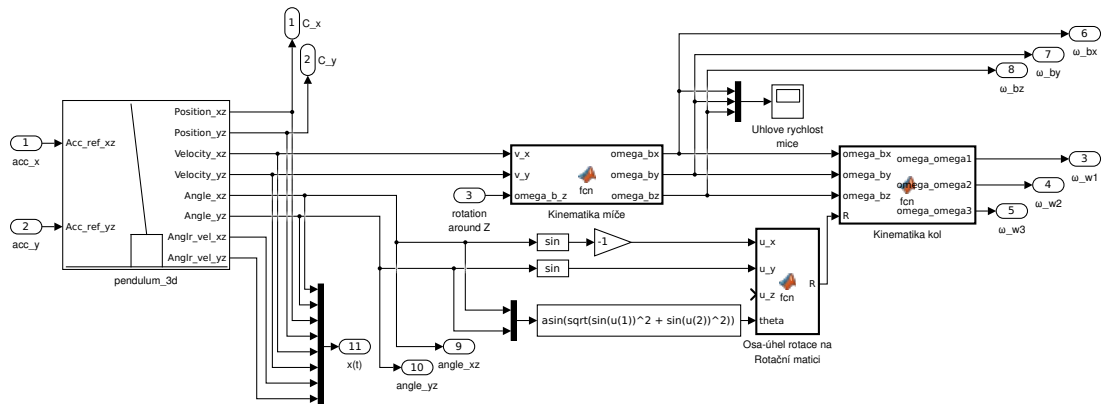 1
C_x
2
C_y
6
ω_bx
7
ω_by
8
ω_bz
1
acc_x
2
acc_y
Acc_ref_xz
Acc_ref_yz
Position_xz
Position_yz
Velocity_xz
Velocity_yz
Angle_xz
Angle_yz
Anglr_vel_xz
Anglr_vel_yz
pendulum_3d
3
rotation
around Z
v_x
v_y
omega_b_z
fcn
omega_bx
omega_by
omega_bz
Kinematika míče
Uhlove rychlost
mice
omega_bx
omega_by
omega_bz
R
fcn
omega_omega1
omega_omega2
omega_omega3
Kinematika kol
3
ω_w1
4
ω_w2
5
ω_w3
sin
-1
sin
asin(sqrt(sin(u(1))^2 + sin(u(2))^2))
u_x
u_y
u_z
theta
fcn
R
Osa-úhel rotace na
Rotační matici
11
x(t)
9
angle_xz
10
angle_yz